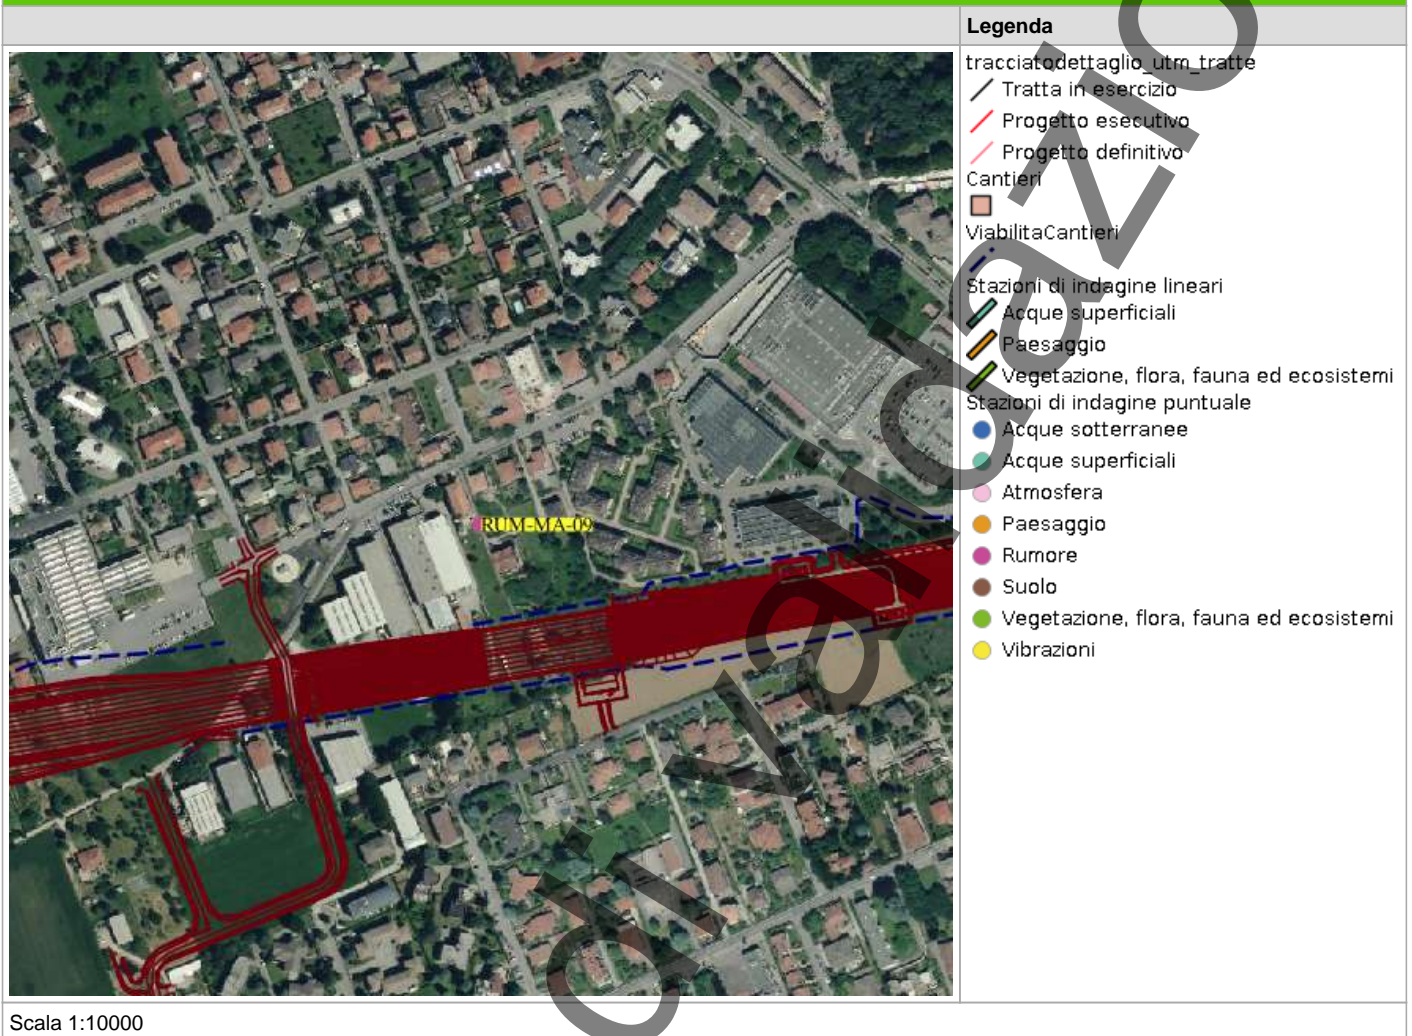 Legenda
tracciatodettaglio_utm_tratte
Tratta in esercizio
Progetto esecutivo
Progetto definitivo
Cantieri
ViabilitaCantieri
Stazioni di indagine lineari
Acque superficiali
Paesaggio
Vegetazione, flora, fauna ed ecosistemi
Stazioni di indagine puntuale
Acque sotterranee
Acque superficiali
Atmosfera
Paesaggio
Rumore
Suolo
Vegetazione, flora, fauna ed ecosistemi
Vibrazioni
RUM-MA-09
di validazio
Scala 1:10000